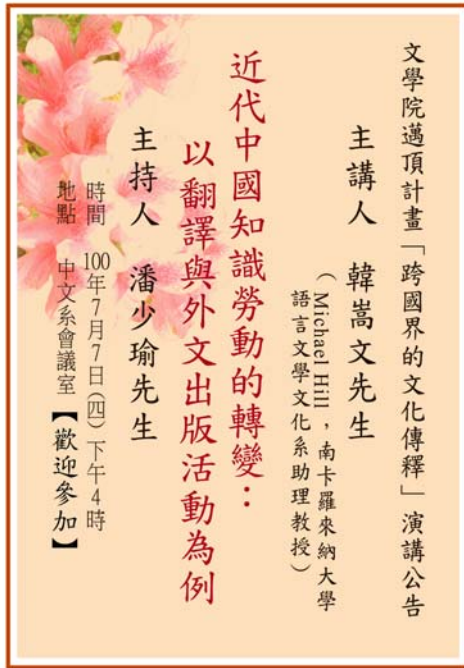 文學院邁頂計畫「跨國界的文化傳釋」演講公告
主講人 韓嵩文先生
（Michael Hill，南卡羅來納大學
語言文學文化系助理教授）
近代中國知識勞動的轉變：
以翻譯與外文出版活動為例
主持人 潘少瑜先生
時間 100年7月7日(四)下午4時
地點 中文系會議室【歡迎參加】